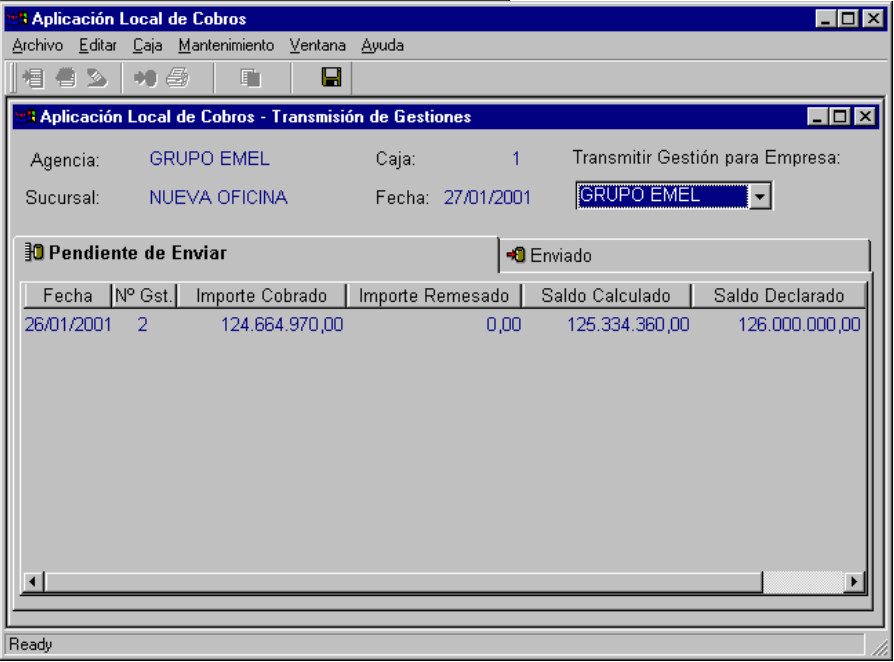 Aplicación Local de Cobros
Archivo Editar Caja Mantenimiento Ventana Ayuda
Aplicación Local de Cobros - Transmisión de Gestiones
Agencia: GRUPO EMEL Caja: 1 Transmitir Gestión para Empresa:
Sucursal: NUEVA OFICINA Fecha: 27/01/2001 GRUPO EMEL
Pendiente de Enviar Enviado
Fecha Nº Gst. Importe Cobrado Importe Remesado Saldo Calculado Saldo Declarado
26/01/2001 2 124.664.970,00 0,00 125.334.360,00 126.000.000,00
Ready